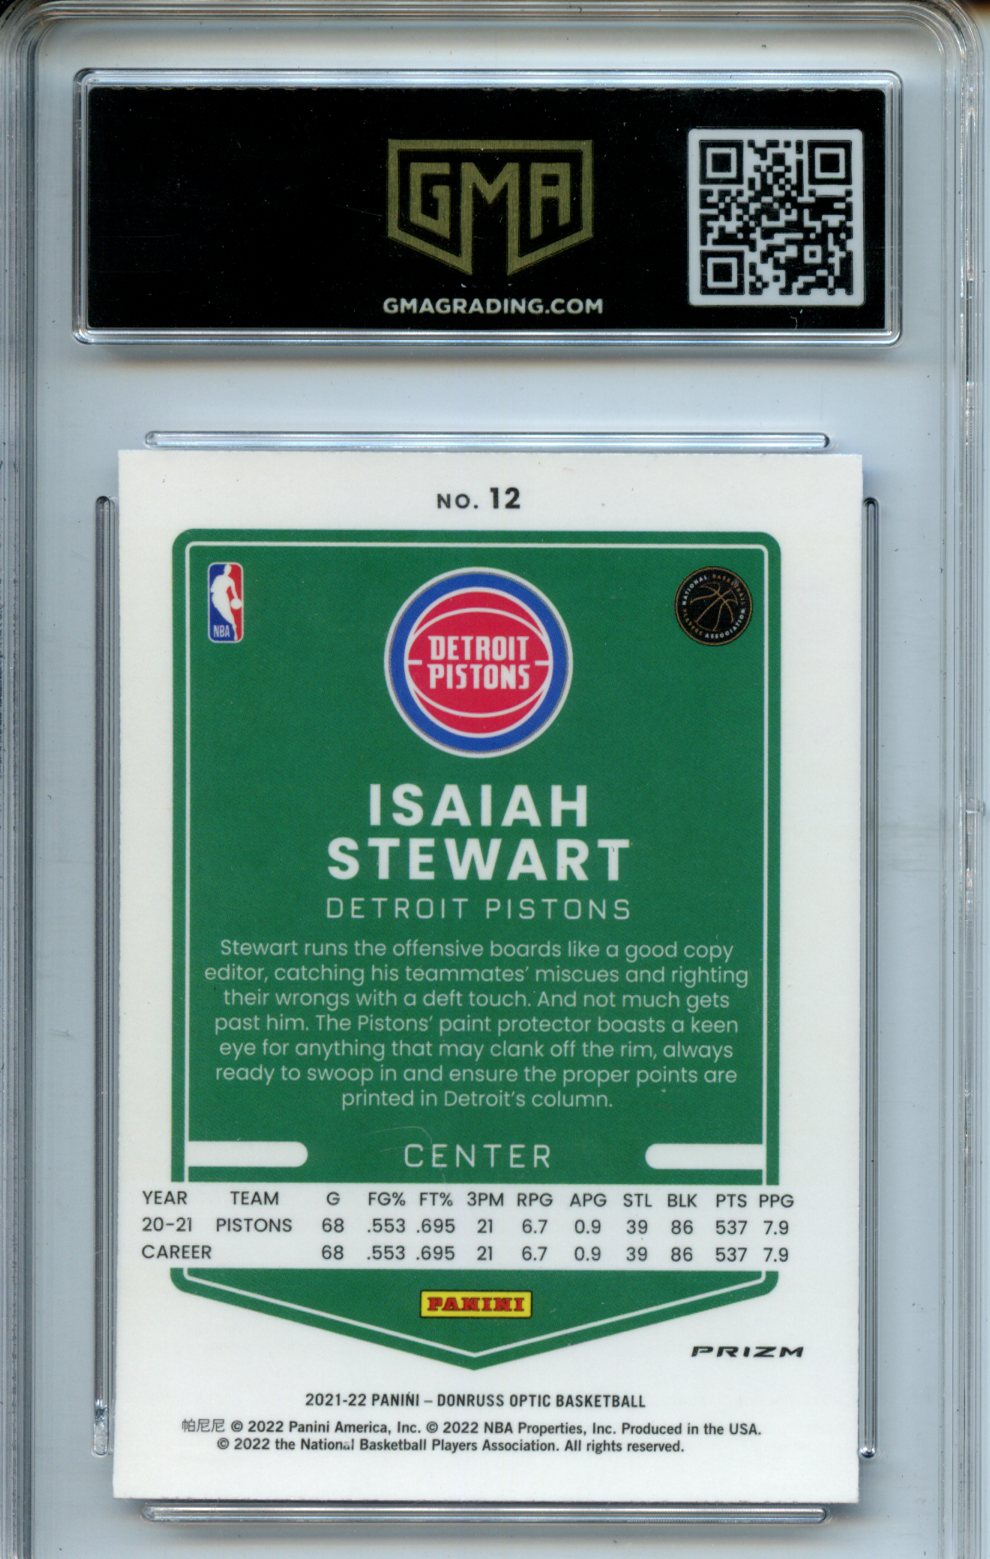 GMA
GMAGRADING.COM
NO. 12
NBA
NATIONAL BASKETBALL
PLAYERS ASSOCIATION
DETROIT
PISTONS
ISAIAH
STEWART
DETROIT PISTONS
Stewart runs the offensive boards like a good copy
editor, catching his teammates' miscues and righting
their wrongs with a deft touch. And not much gets
past him. The Pistons' paint protector boasts a keen
eye for anything that may clank off the rim, always
ready to swoop in and ensure the proper points are
printed in Detroit's column.
CENTER
YEAR TEAM G FG% FT% 3PM RPG APG STL BLK PTS PPG
20-21 PISTONS 68 .553 .695 21 6.7 0.9 39 86 537 7.9
CAREER 68 .553 .695 21 6.7 0.9 39 86 537 7.9
PANINI
PRIZM
2021-22 PANINI – DONRUSS OPTIC BASKETBALL
帕尼尼 © 2022 Panini America, Inc. © 2022 NBA Properties, Inc. Produced in the USA.
© 2022 the National Basketball Players Association. All rights reserved.